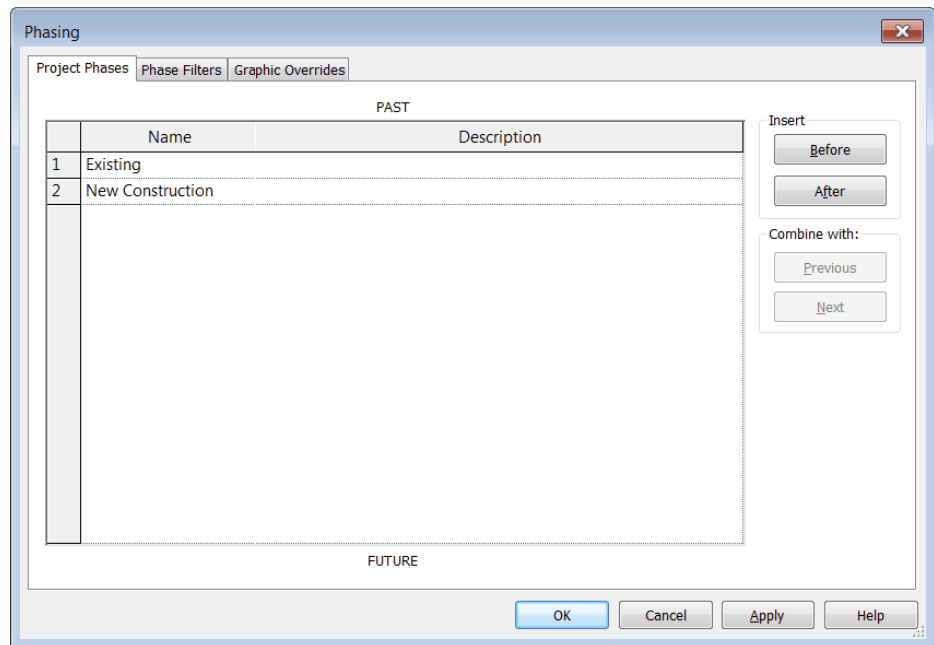 Phasing
Project Phases Phase Filters Graphic Overrides
PAST
Name Description
1 Existing
2 New Construction
FUTURE
Insert
Before
After
Combine with:
Previous
Next
OK Cancel Apply Help